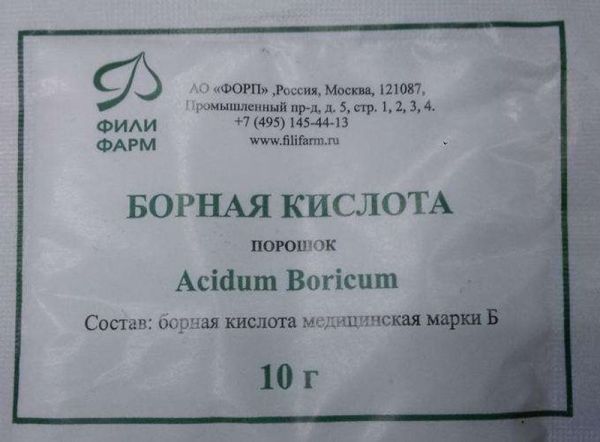 ФИЛИ
ФАРМ
АО «ФОРП» ,Россия, Москва, 121087,
Промышленный пр-д, д. 5, стр. 1, 2, 3, 4.
+7 (495) 145-44-13
www.filifarm.ru
БОРНАЯ КИСЛОТА
ПОРОШОК
Acidum Boricum
Состав: борная кислота медицинская марки Б
10 г